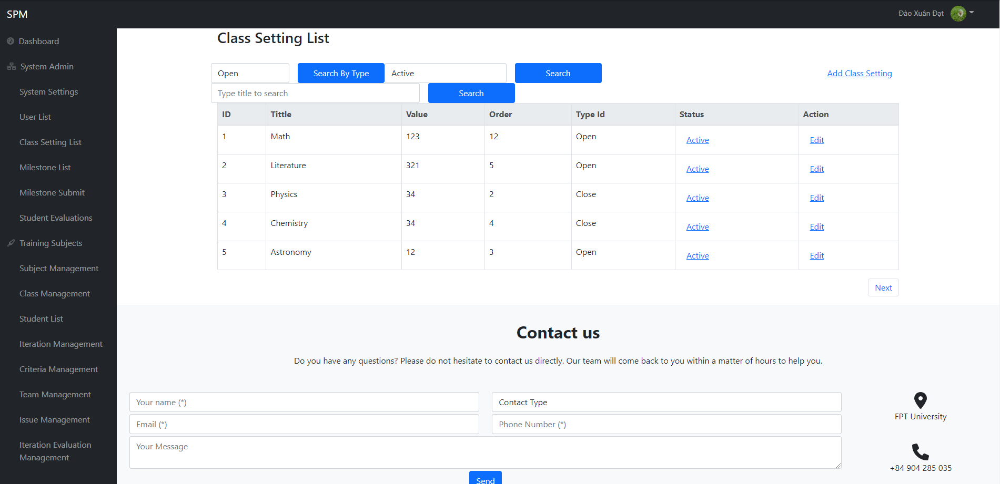 SPM
Đào Xuân Đạt
Dashboard
System Admin
System Settings
User List
Class Setting List
Milestone List
Milestone Submit
Student Evaluations
Training Subjects
Subject Management
Class Management
Student List
Iteration Management
Criteria Management
Team Management
Issue Management
Iteration Evaluation
Management
Class Setting List
Open Search By Type Active Search Add Class Setting
Type title to search Search
ID Tittle Value Order Type Id Status Action
1 Math 123 12 Open Active Edit
2 Literature 321 5 Open Active Edit
3 Physics 34 2 Close Active Edit
4 Chemistry 34 4 Close Active Edit
5 Astronomy 12 3 Open Active Edit
Next
Contact us
Do you have any questions? Please do not hesitate to contact us directly. Our team will come back to you within a matter of hours to help you.
Your name (*) Contact Type
Email (*) Phone Number (*)
Your Message
Send
FPT University
+84 904 285 035